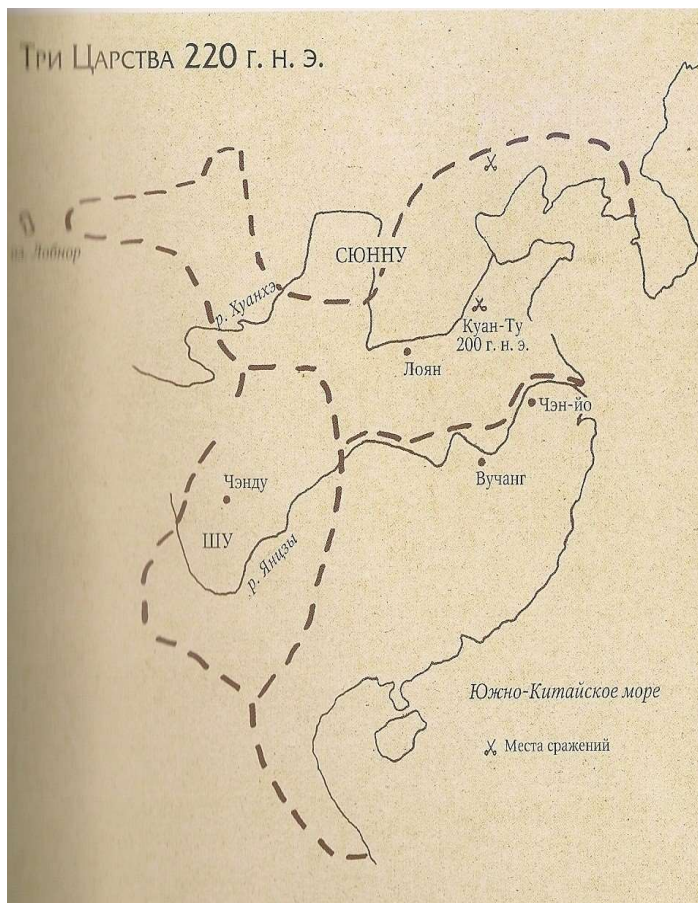 Три Царства 220 г. н. э.
оз. Лобнор
СЮННУ
р. Хуанхэ
Куан-Ту
200 г. н. э.
Лоян
Чэн-йо
Чэнду
Вучанг
ШУ
р. Янцзы
Южно-Китайское море
Места сражений